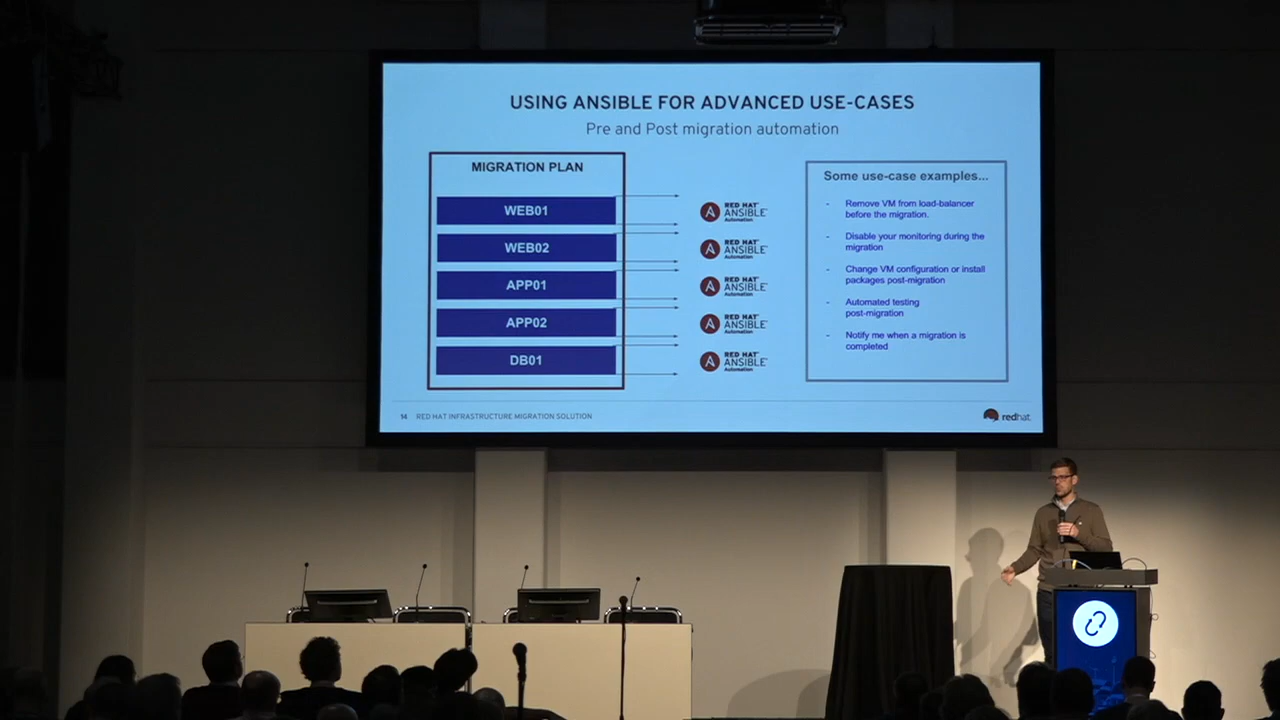 USING ANSIBLE FOR ADVANCED USE-CASES
Pre and Post migration automation
MIGRATION PLAN
WEB01
WEB02
APP01
APP02
DB01
RED HAT
ANSIBLE
Automation
RED HAT
ANSIBLE
Automation
RED HAT
ANSIBLE
Automation
RED HAT
ANSIBLE
Automation
RED HAT
ANSIBLE
Automation
Some use-case examples...
- Remove VM from load-balancer
before the migration.
- Disable your monitoring during the
migration
- Change VM configuration or install
packages post-migration
- Automated testing
post-migration
- Notify me when a migration is
completed
14 RED HAT INFRASTRUCTURE MIGRATION SOLUTION
redhat.